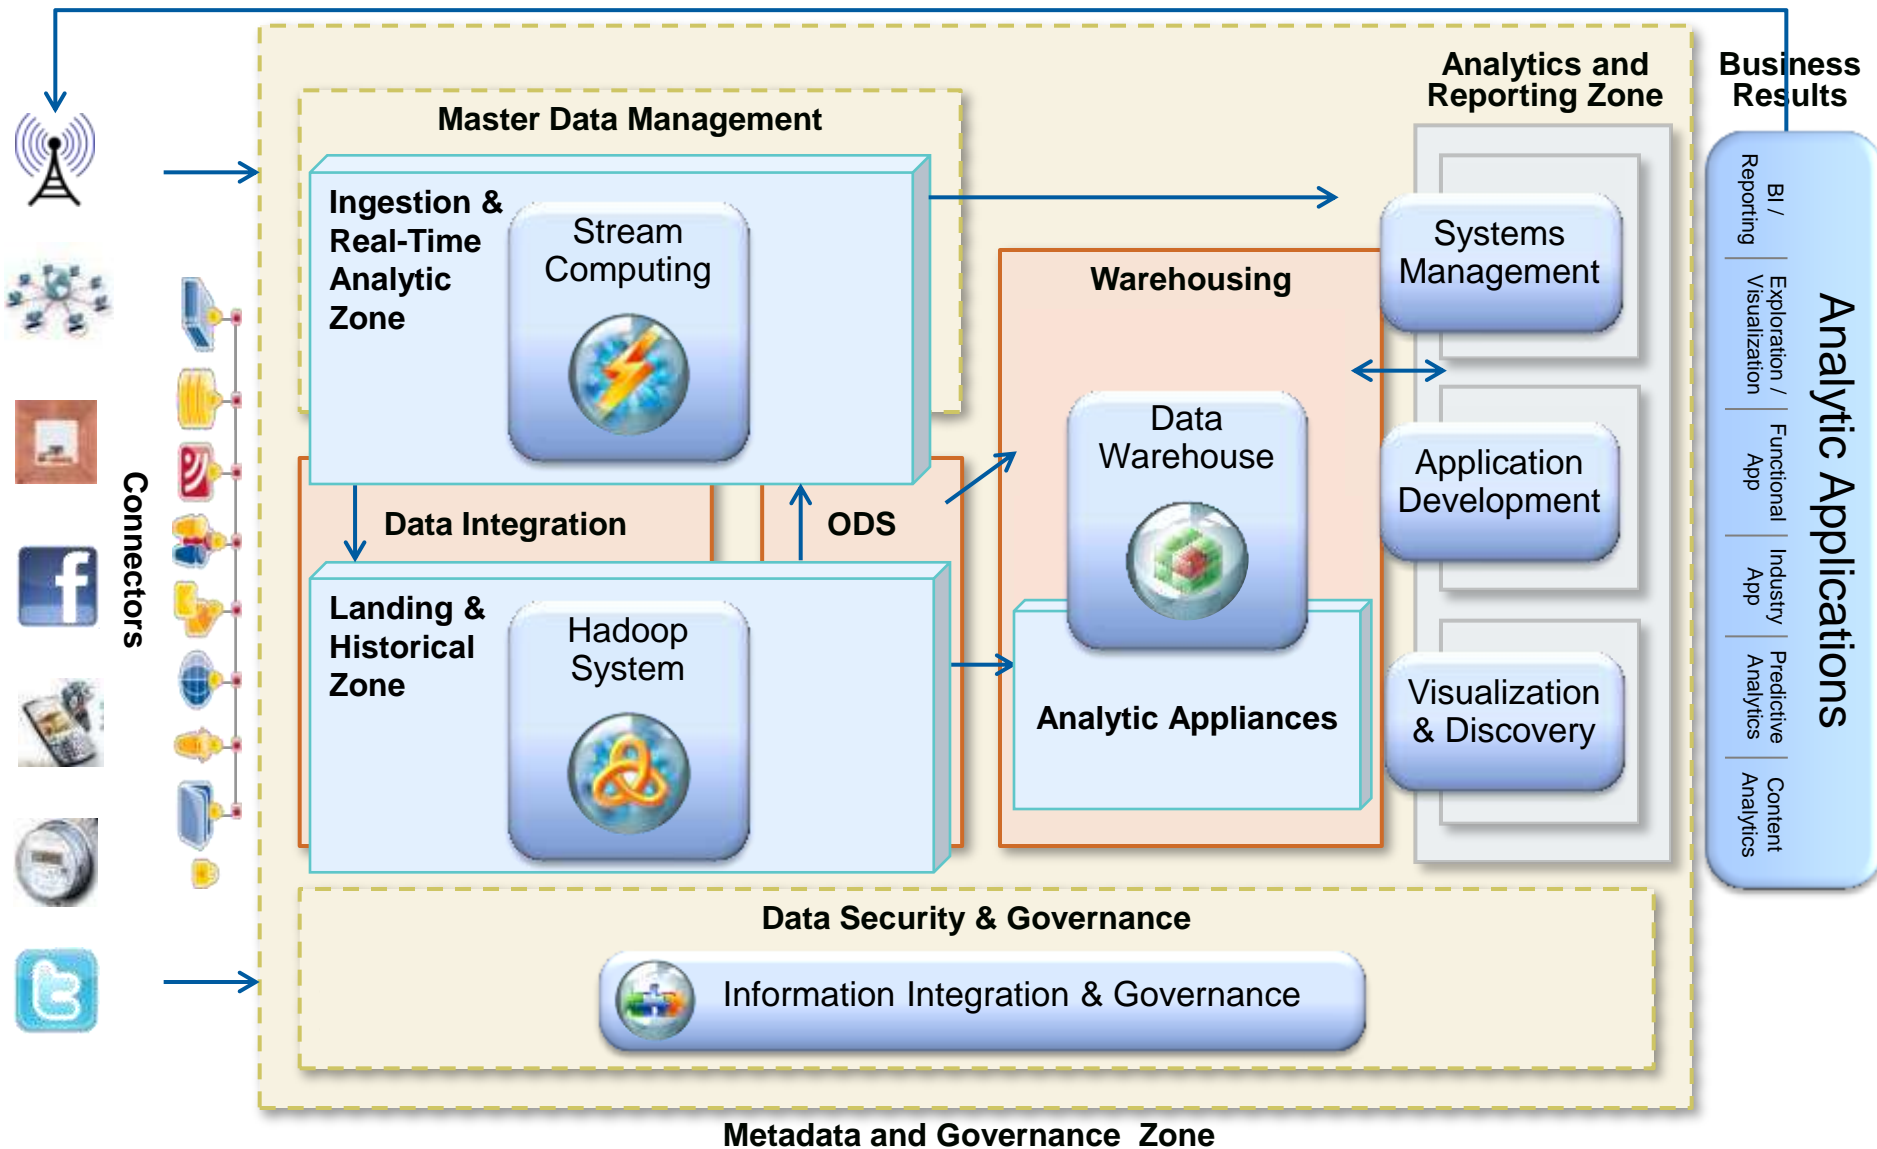 Analytics and
Reporting Zone
Business
Results
Master Data Management
Ingestion &
Real-Time
Analytic
Zone
Stream
Computing
Systems
Management
Warehousing
Data
Warehouse
Application
Development
Connectors
Data Integration
ODS
Landing &
Historical
Zone
Hadoop
System
Analytic Appliances
Visualization
& Discovery
BI /
Reporting
Exploration /
Visualization
Functional
App
Industry
App
Predictive
Analytics
Content
Analytics
Analytic Applications
Data Security & Governance
Information Integration & Governance
Metadata and Governance Zone